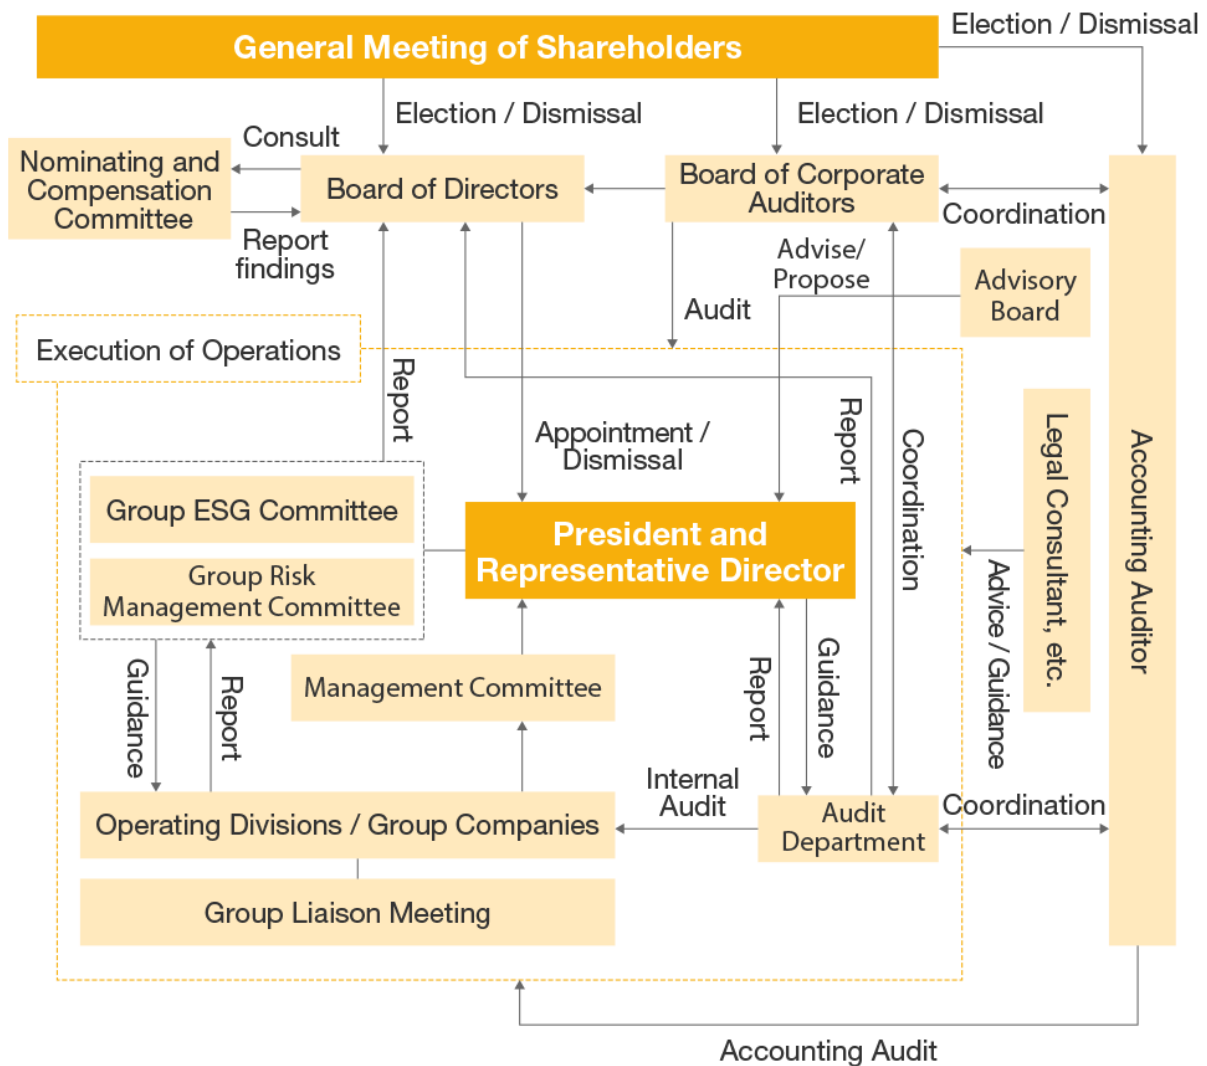 General Meeting of Shareholders
Election / Dismissal
Election / Dismissal
Election / Dismissal
Consult
Nominating and
Compensation
Committee
Board of Directors
Board of Corporate
Auditors
Coordination
Report
findings
Advise/
Propose
Advisory
Board
Audit
Execution of Operations
Report
Appointment /
Dismissal
Report
Coordination
Legal Consultant, etc.
Accounting Auditor
Group ESG Committee
President and
Representative Director
Group Risk
Management Committee
Advice / Guidance
Guidance
Report
Management Committee
Report
Guidance
Internal
Audit
Operating Divisions / Group Companies
Audit
Department
Coordination
Group Liaison Meeting
Accounting Audit